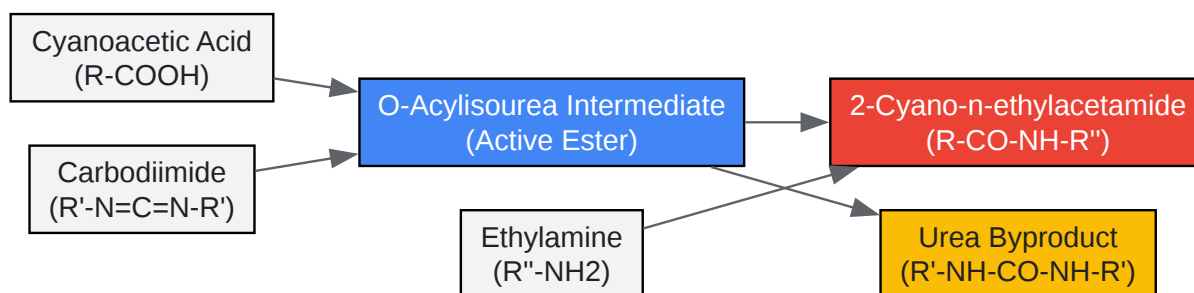 Cyanoacetic Acid
(R-COOH)
Carbodiimide
(R'-N=C=N-R')
O-Acylisourea Intermediate
(Active Ester)
Ethylamine
(R''-NH2)
2-Cyano-n-ethylacetamide
(R-CO-NH-R'')
Urea Byproduct
(R'-NH-CO-NH-R')